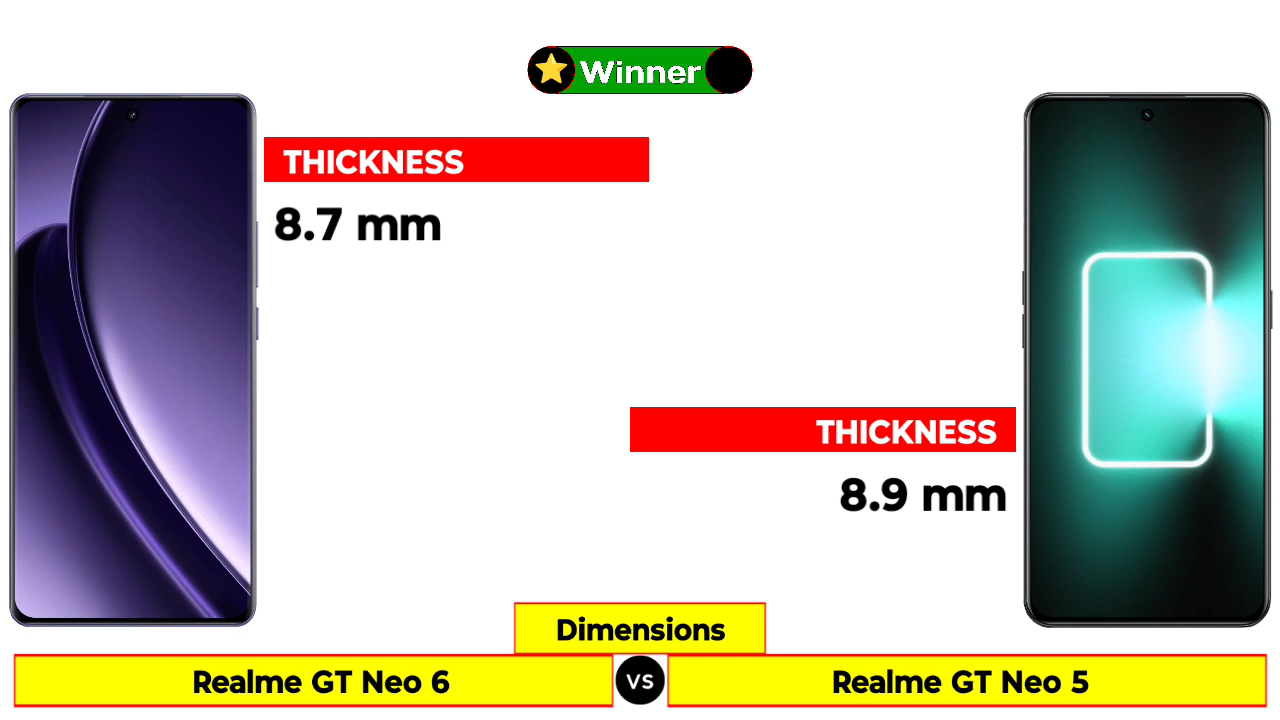 Winner
THICKNESS
8.7 mm
THICKNESS
8.9 mm
Dimensions
Realme GT Neo 6
VS
Realme GT Neo 5